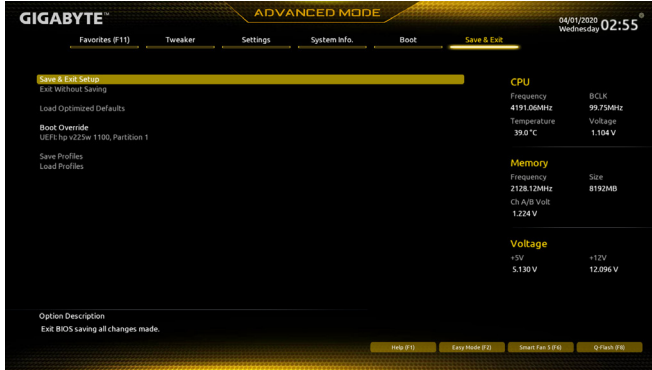 GIGABYTE™
ADVANCED MODE
04/01/2020 Wednesday 02:55
Favorites (F11) Tweaker Settings System Info. Boot Save & Exit
Save & Exit Setup
Exit Without Saving
Load Optimized Defaults
Boot Override
UEFI: hp v225w 1100, Partition 1
Save Profiles
Load Profiles
CPU
Frequency BCLK
4191.06MHz 99.75MHz
Temperature Voltage
39.0 °C 1.104 V
Memory
Frequency Size
2128.12MHz 8192MB
Ch A/B Volt
1.224 V
Voltage
+5V +12V
5.130 V 12.096 V
Option Description
Exit BIOS saving all changes made.
Help (F1) Easy Mode (F2) Smart Fan 5 (F6) Q-Flash (F8)